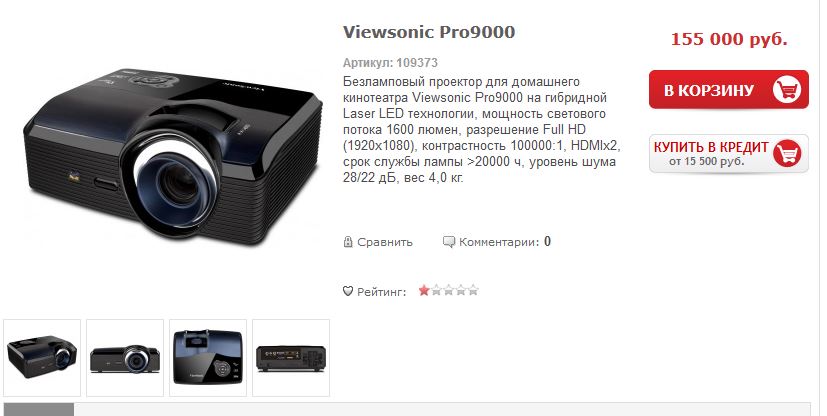 Viewsonic Pro9000
Артикул: 109373
Безламповый проектор для домашнего
кинотеатра Viewsonic Pro9000 на гибридной
Laser LED технологии, мощность светового
потока 1600 люмен, разрешение Full HD
(1920x1080), контрастность 100000:1, HDMIx2,
срок службы лампы >20000 ч, уровень шума
28/22 дБ, вес 4,0 кг.
Сравнить
Комментарии: 0
Рейтинг:
155 000 руб.
В КОРЗИНУ
КУПИТЬ В КРЕДИТ
от 15 500 руб.
ViewSonic